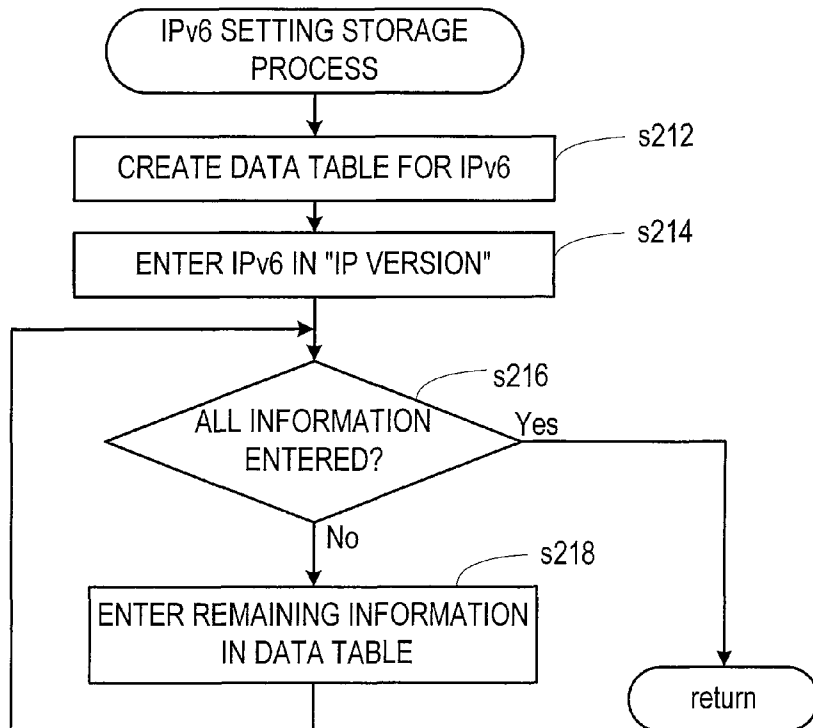 IPv6 SETTING STORAGE
PROCESS
s212
CREATE DATA TABLE FOR IPv6
s214
ENTER IPv6 IN "IP VERSION"
s216
ALL INFORMATION
ENTERED?
Yes
No
s218
ENTER REMAINING INFORMATION
IN DATA TABLE
return